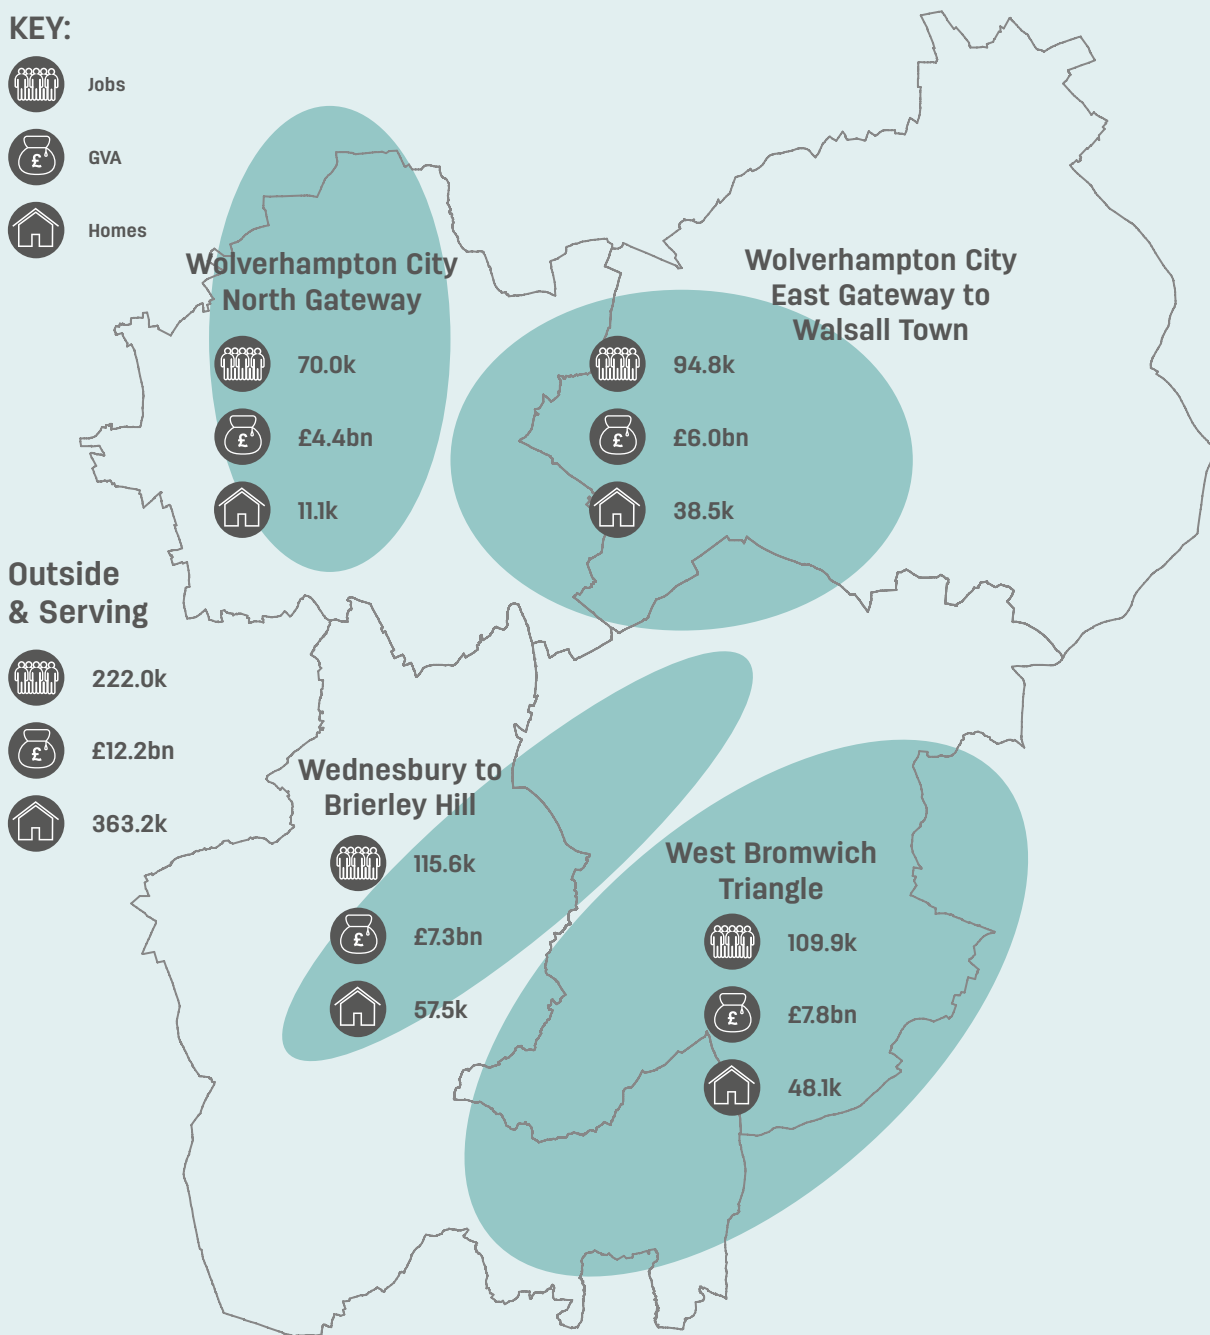 KEY:
Jobs
GVA
Homes
Wolverhampton City
North Gateway
70.0k
£4.4bn
11.1k
Wolverhampton City
East Gateway to
Walsall Town
94.8k
£6.0bn
38.5k
Outside
& Serving
222.0k
£12.2bn
363.2k
Wednesbury to
Brierley Hill
115.6k
£7.3bn
57.5k
West Bromwich
Triangle
109.9k
£7.8bn
48.1k